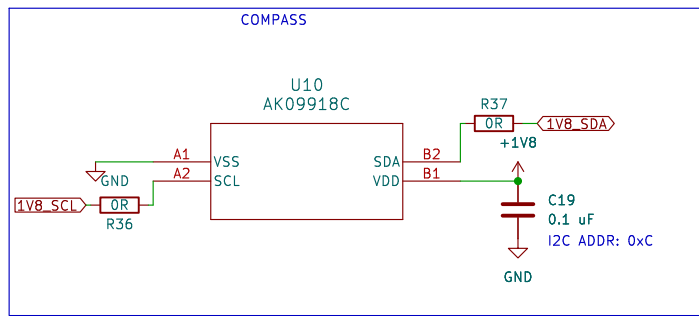 COMPASS
U10
AK09918C
R37
0R
1V8_SDA
+1V8
A1
VSS
SDA
B2
GND
A2
SCL
VDD
B1
1V8_SCL
0R
R36
C19
0.1 uF
I2C ADDR: 0xC
GND